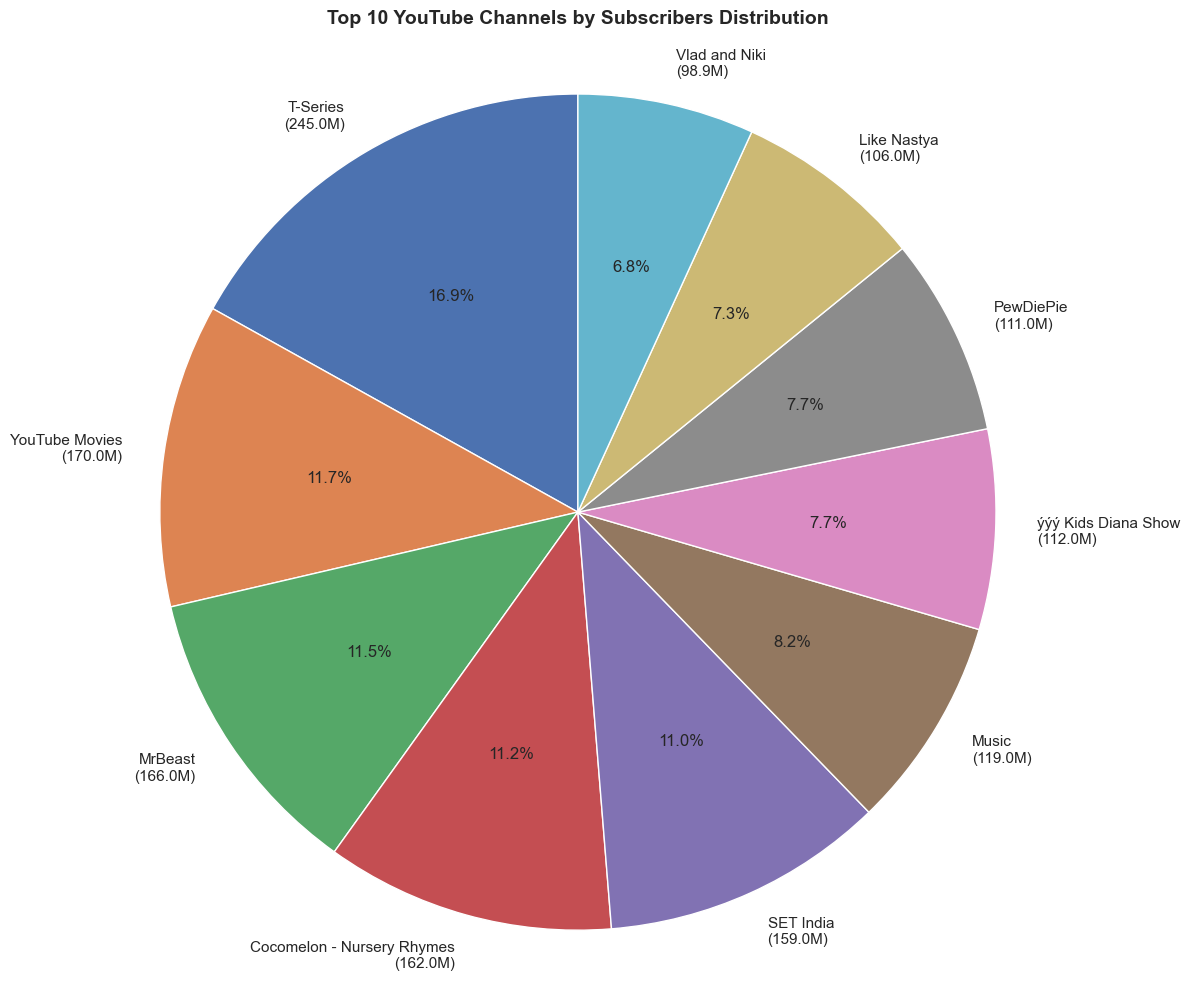 Top 10 YouTube Channels by Subscribers Distribution
Vlad and Niki
(98.9M)
T-Series
(245.0M)
Like Nastya
(106.0M)
6.8%
16.9%
7.3%
PewDiePie
(111.0M)
7.7%
YouTube Movies
(170.0M)
11.7%
7.7%
ýýý Kids Diana Show
(112.0M)
11.5%
8.2%
11.2%
11.0%
MrBeast
(166.0M)
Music
(119.0M)
SET India
(159.0M)
Cocomelon - Nursery Rhymes
(162.0M)